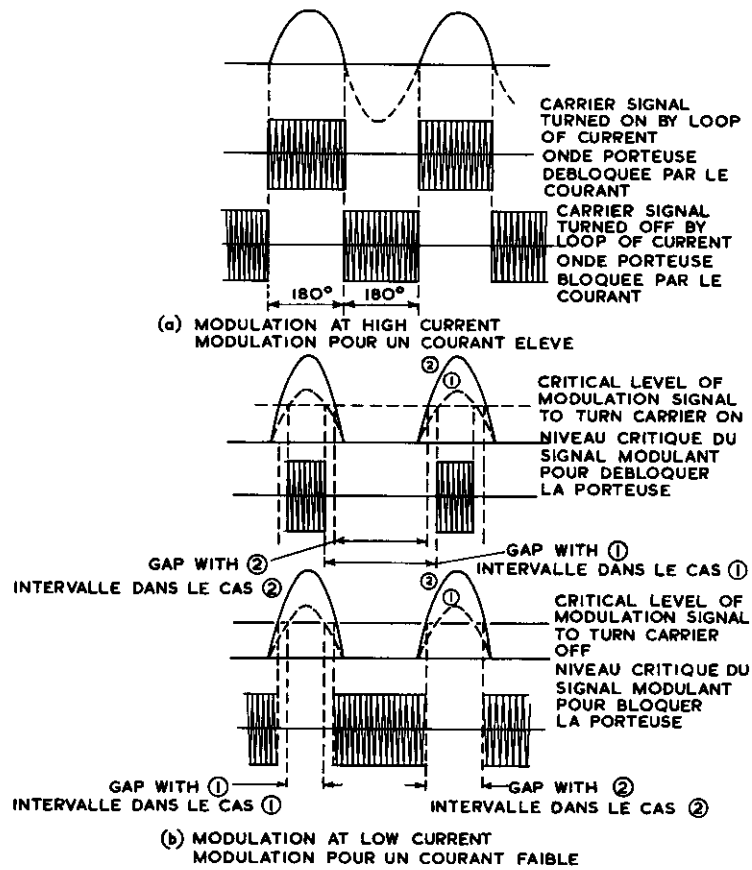 CARRIER SIGNAL
TURNED ON BY LOOP
OF CURRENT
ONDE PORTEUSE
DEBLOQUEE PAR LE
COURANT
CARRIER SIGNAL
TURNED OFF BY
LOOP OF CURRENT
ONDE PORTEUSE
BLOQUEE PAR LE
COURANT
180° 180°
(a) MODULATION AT HIGH CURRENT
MODULATION POUR UN COURANT ELEVE
② ①
CRITICAL LEVEL OF
MODULATION SIGNAL
TO TURN CARRIER ON
NIVEAU CRITIQUE DU
SIGNAL MODULANT
POUR DEBLOQUER
LA PORTEUSE
GAP WITH ②
INTERVALLE DANS LE CAS ②
GAP WITH ①
INTERVALLE DANS LE CAS ①
② ①
CRITICAL LEVEL OF
MODULATION SIGNAL
TO TURN CARRIER
OFF
NIVEAU CRITIQUE DU
SIGNAL MODULANT
POUR BLOQUER
LA PORTEUSE
GAP WITH ①
INTERVALLE DANS LE CAS ①
GAP WITH ②
INTERVALLE DANS LE CAS ②
(b) MODULATION AT LOW CURRENT
MODULATION POUR UN COURANT FAIBLE